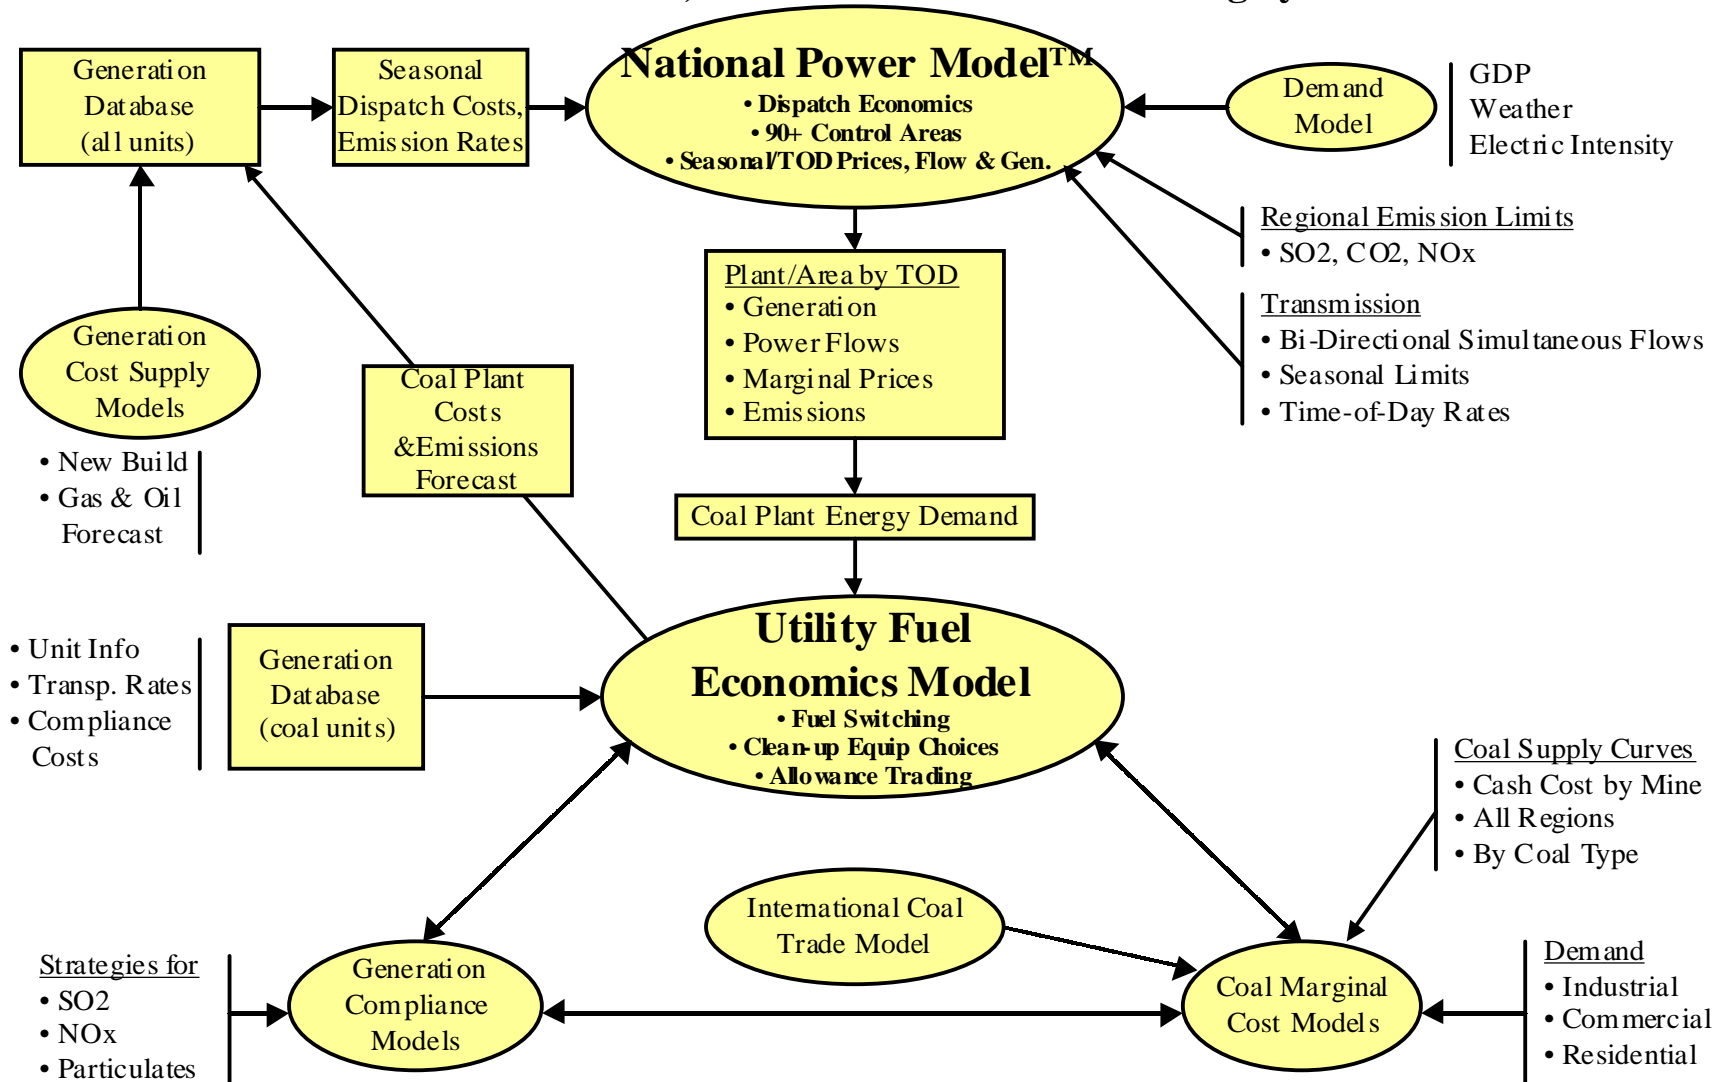 Generation
Database
(all units)
Seasonal
Dispatch Costs,
Emission Rates
National Power Model™
• Dispatch Economics
• 90+ Control Areas
• Seasonal/TOD Prices, Flow & Gen.
Demand
Model
GDP
Weather
Electric Intensity
Regional Emission Limits
• SO2, CO2, NOx
Transmission
• Bi-Directional Simultaneous Flows
• Seasonal Limits
• Time-of-Day Rates
Plant/Area by TOD
• Generation
• Power Flows
• Marginal Prices
• Emissions
Generation
Cost Supply
Models
• New Build
• Gas & Oil
Forecast
Coal Plant
Costs
&Emissions
Forecast
Coal Plant Energy Demand
• Unit Info
• Transp. Rates
• Compliance
Costs
Generation
Database
(coal units)
Utility Fuel
Economics Model
• Fuel Switching
• Clean-up Equip Choices
• Allowance Trading
Coal Supply Curves
• Cash Cost by Mine
• All Regions
• By Coal Type
International Coal
Trade Model
Strategies for
• SO2
• NOx
• Particulates
Generation
Compliance
Models
Coal Marginal
Cost Models
Demand
• Industrial
• Commercial
• Residential